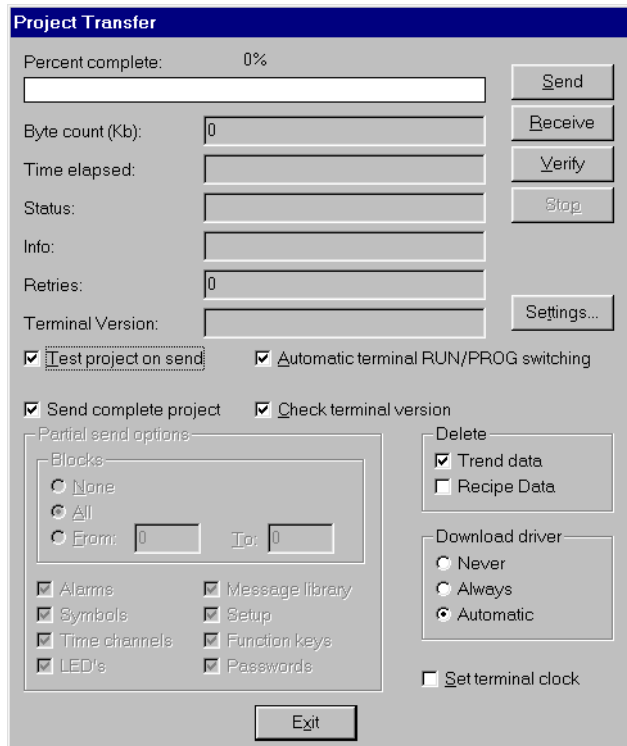 Project Transfer
Percent complete: 0%
Send
Byte count (Kb): 0
Receive
Time elapsed:
Verify
Status:
Stop
Info:
Retries: 0
Terminal Version:
Settings...
Test project on send Automatic terminal RUN/PROG switching
Send complete project Check terminal version
Partial send options
Delete
Blocks
Trend data
None
Recipe Data
All
From: 0 To: 0
Download driver
Never
Alarms Message library
Always
Symbols Setup
Automatic
Time channels Function keys
LED's Passwords
Set terminal clock
Exit